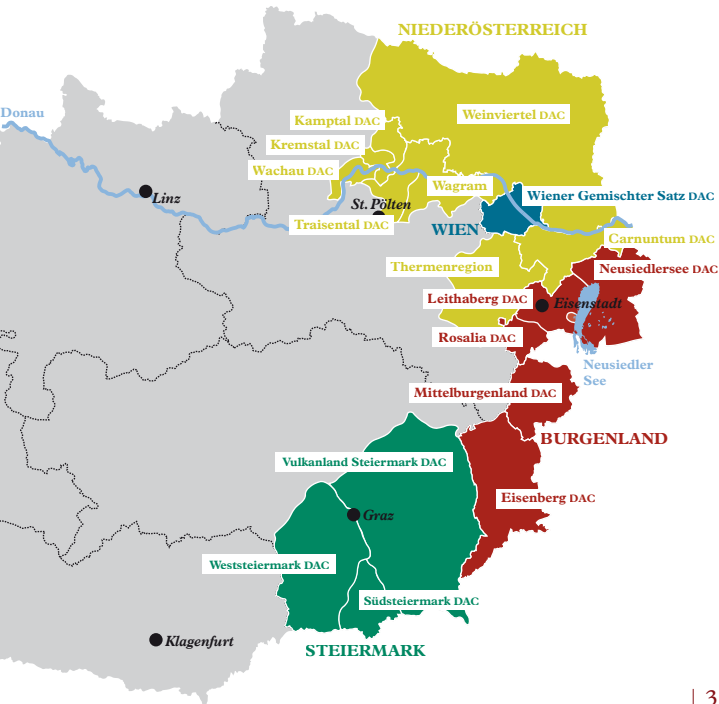 NIEDERÖSTERREICH
Donau
Weinviertel DAC
Kamptal DAC
Kremstal DAC
Wachau DAC
Wagram
Linz
St. Pölten
Wiener Gemischter Satz DAC
Traisental DAC
WIEN
Carnuntum DAC
Thermenregion
Neusiedlersee DAC
Leithaberg DAC
Eisenstadt
Rosalia DAC
Neusiedler
See
Mittelburgenland DAC
BURGENLAND
Vulkanland Steiermark DAC
Eisenberg DAC
Graz
Weststeiermark DAC
Südsteiermark DAC
Klagenfurt
STEIERMARK
| 3